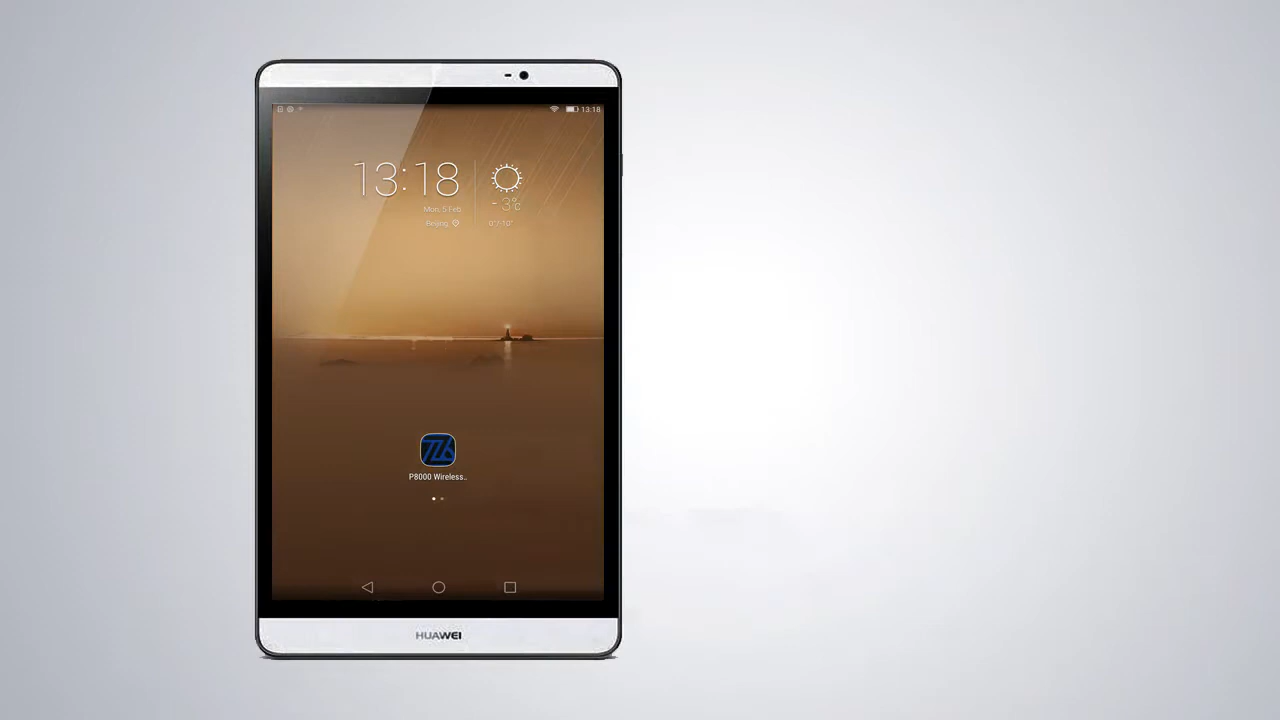 13:18
13:18
Mon, 5 Feb
Beijing
- 3°c
0°/-10°
P8000 Wireless..
HUAWEI